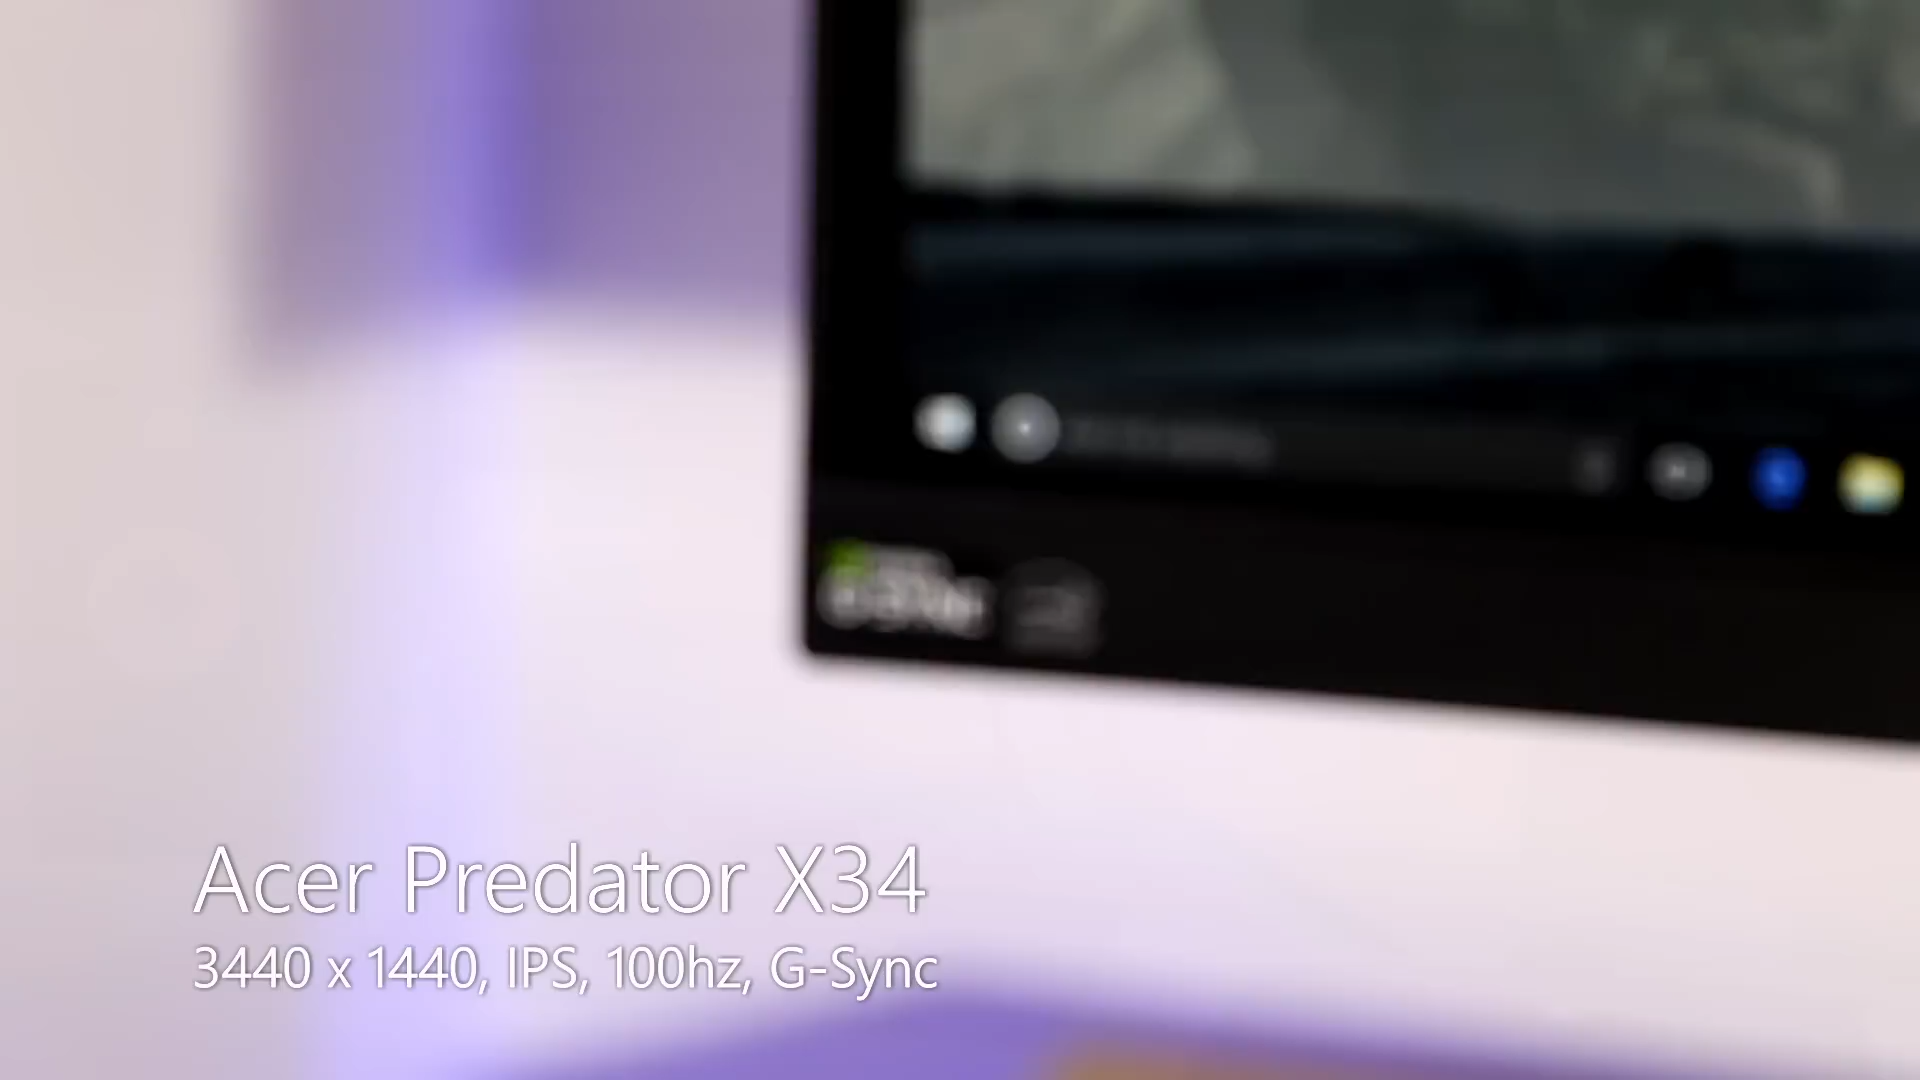 Acer Predator X34
3440 x 1440, IPS, 100hz, G-Sync